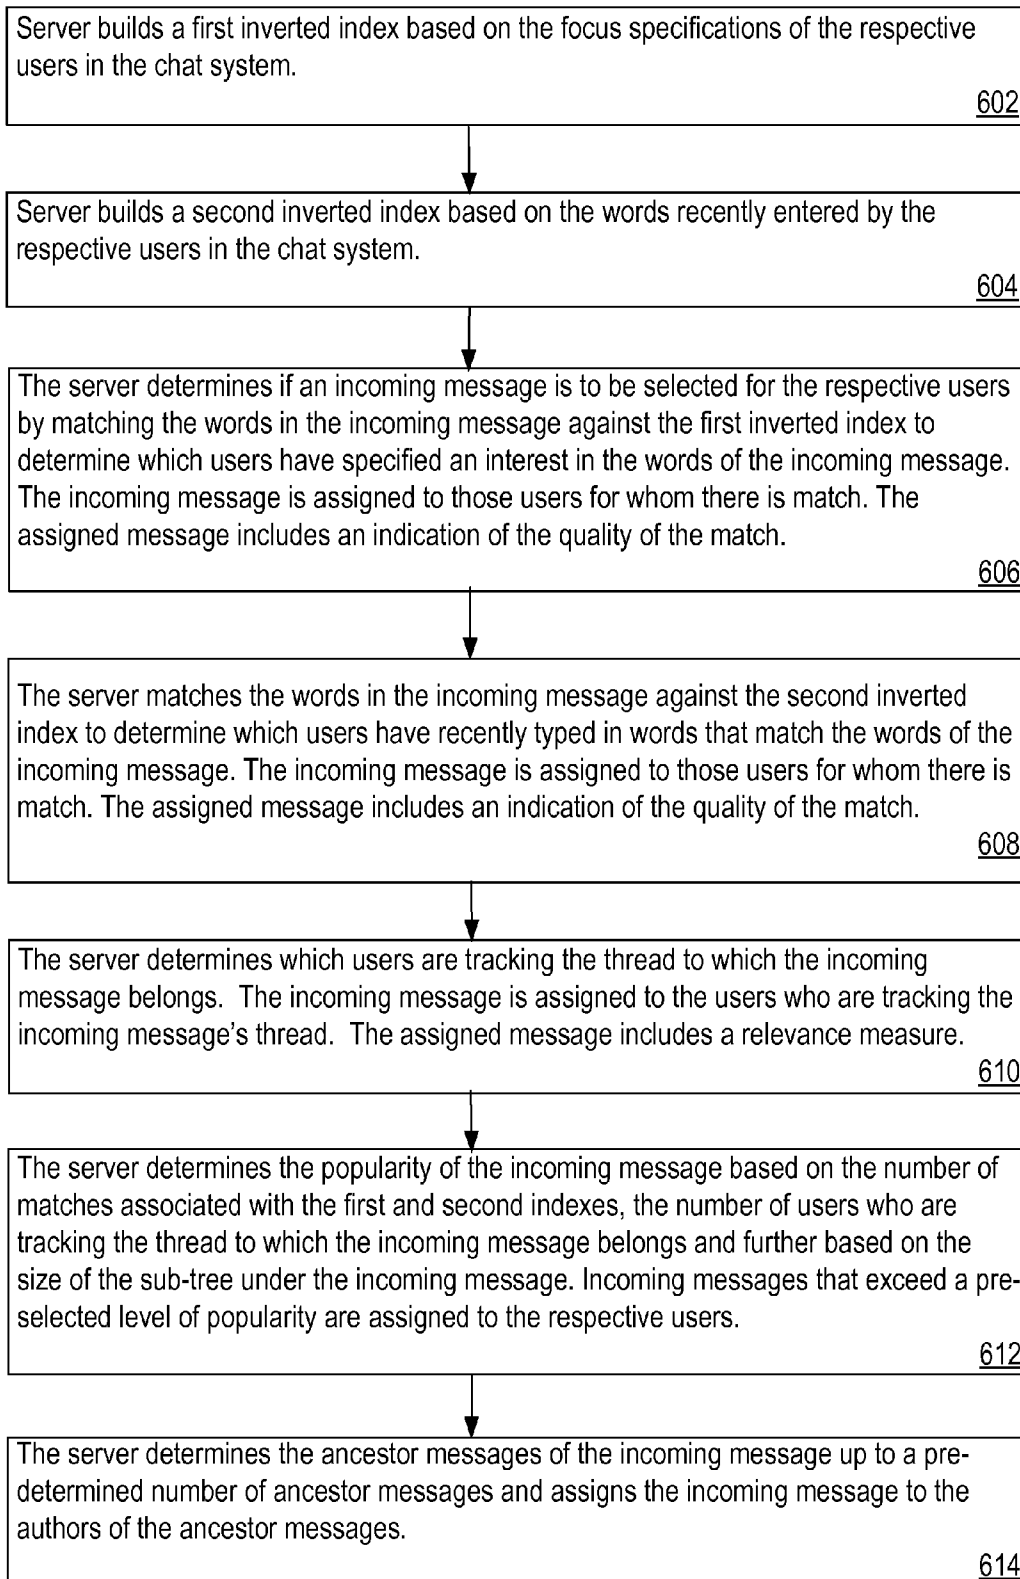 Server builds a first inverted index based on the focus specifications of the respective
users in the chat system.
602
Server builds a second inverted index based on the words recently entered by the
respective users in the chat system.
604
The server determines if an incoming message is to be selected for the respective users
by matching the words in the incoming message against the first inverted index to
determine which users have specified an interest in the words of the incoming message.
The incoming message is assigned to those users for whom there is match. The
assigned message includes an indication of the quality of the match.
606
The server matches the words in the incoming message against the second inverted
index to determine which users have recently typed in words that match the words of the
incoming message. The incoming message is assigned to those users for whom there is
match. The assigned message includes an indication of the quality of the match.
608
The server determines which users are tracking the thread to which the incoming
message belongs. The incoming message is assigned to the users who are tracking the
incoming message's thread. The assigned message includes a relevance measure.
610
The server determines the popularity of the incoming message based on the number of
matches associated with the first and second indexes, the number of users who are
tracking the thread to which the incoming message belongs and further based on the
size of the sub-tree under the incoming message. Incoming messages that exceed a pre-
selected level of popularity are assigned to the respective users.
612
The server determines the ancestor messages of the incoming message up to a pre-
determined number of ancestor messages and assigns the incoming message to the
authors of the ancestor messages.
614